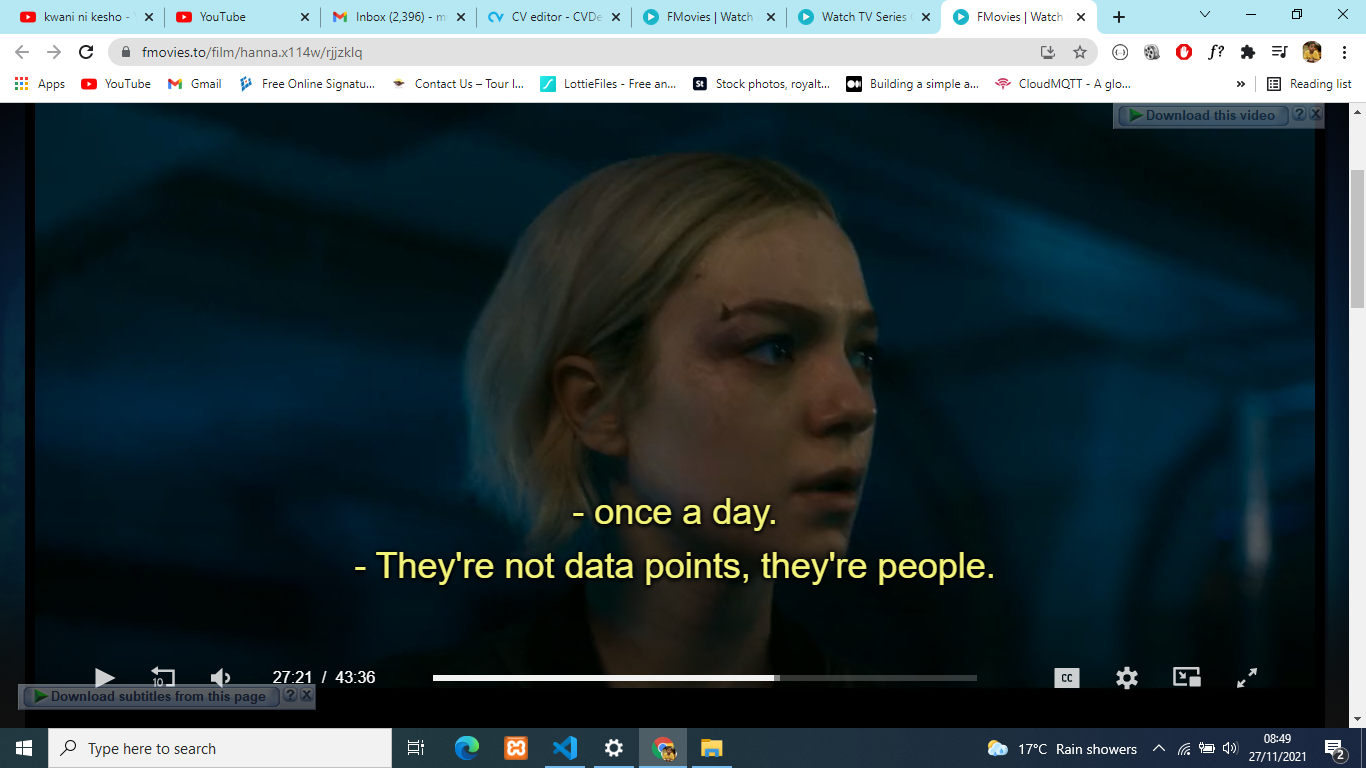 kwani ni kesho -
YouTube
Inbox (2,396) - m
CV editor - CVDe
FMovies | Watch
Watch TV Series
FMovies | Watch
fmovies.to/film/hanna.x114w/rjjzklq
Apps
YouTube
Gmail
Free Online Signatu...
Contact Us – Tour I...
LottieFiles - Free an...
Stock photos, royalt...
Building a simple a...
CloudMQTT - A glo...
»
Reading list
Download this video
- once a day.
- They're not data points, they're people.
10
27:21 / 43:36
CC
Download subtitles from this page
Type here to search
17°C Rain showers
08:49
27/11/2021
2